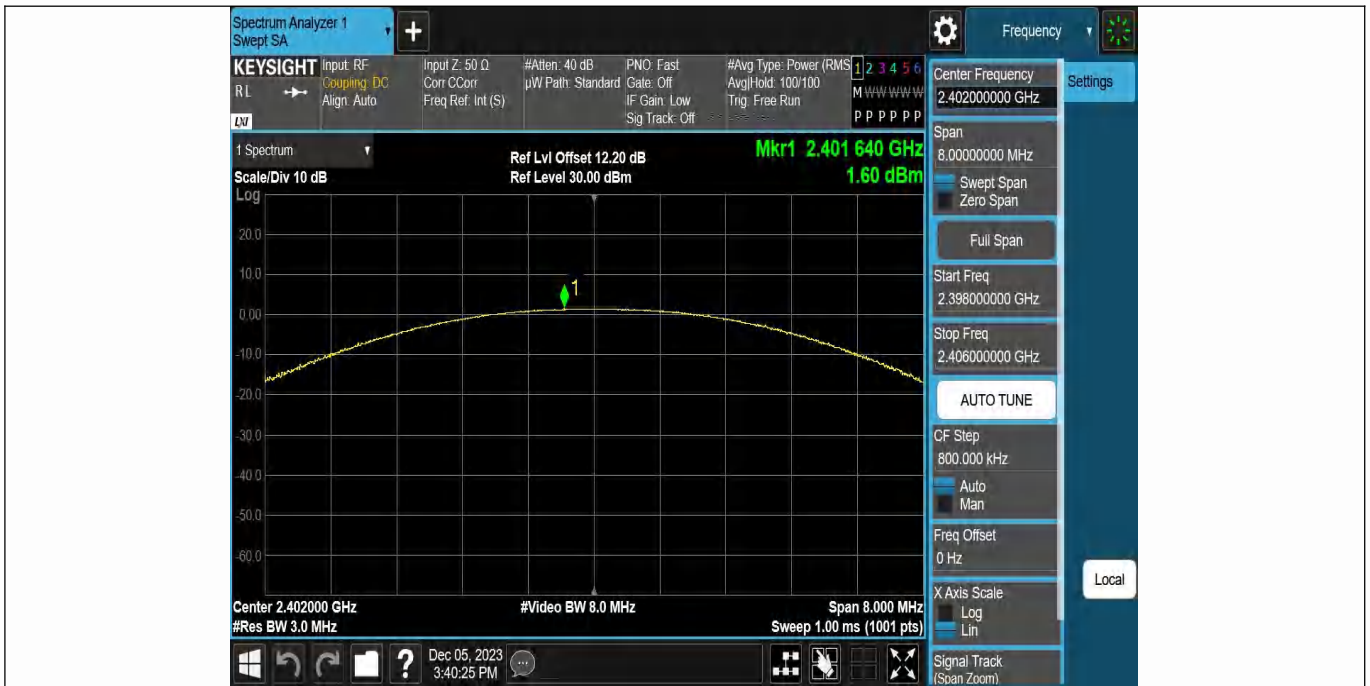 Spectrum Analyzer 1
Swept SA
+
Frequency
KEYSIGHT
RL
LXI
Input: RF
Coupling: DC
Align: Auto
Input Z: 50 Ω
Corr CCorr
Freq Ref: Int (S)
#Atten: 40 dB
µW Path: Standard
PNO: Fast
Gate: Off
IF Gain: Low
Sig Track: Off
#Avg Type: Power (RMS
Avg|Hold: 100/100
Trig: Free Run
1 2 3 4 5 6
M W W W W W
P P P P P P
1 Spectrum
Scale/Div 10 dB
Log
Ref Lvl Offset 12.20 dB
Ref Level 30.00 dBm
Mkr1 2.401 640 GHz
1.60 dBm
20.0
10.0
0.00
-10.0
-20.0
-30.0
-40.0
-50.0
-60.0
1
Center 2.402000 GHz
#Res BW 3.0 MHz
#Video BW 8.0 MHz
Span 8.000 MHz
Sweep 1.00 ms (1001 pts)
Center Frequency
2.402000000 GHz
Settings
Span
8.00000000 MHz
Swept Span
Zero Span
Full Span
Start Freq
2.398000000 GHz
Stop Freq
2.406000000 GHz
AUTO TUNE
CF Step
800.000 kHz
Auto
Man
Freq Offset
0 Hz
X Axis Scale
Log
Lin
Local
Signal Track
(Span Zoom)
?
Dec 05, 2023
3:40:25 PM